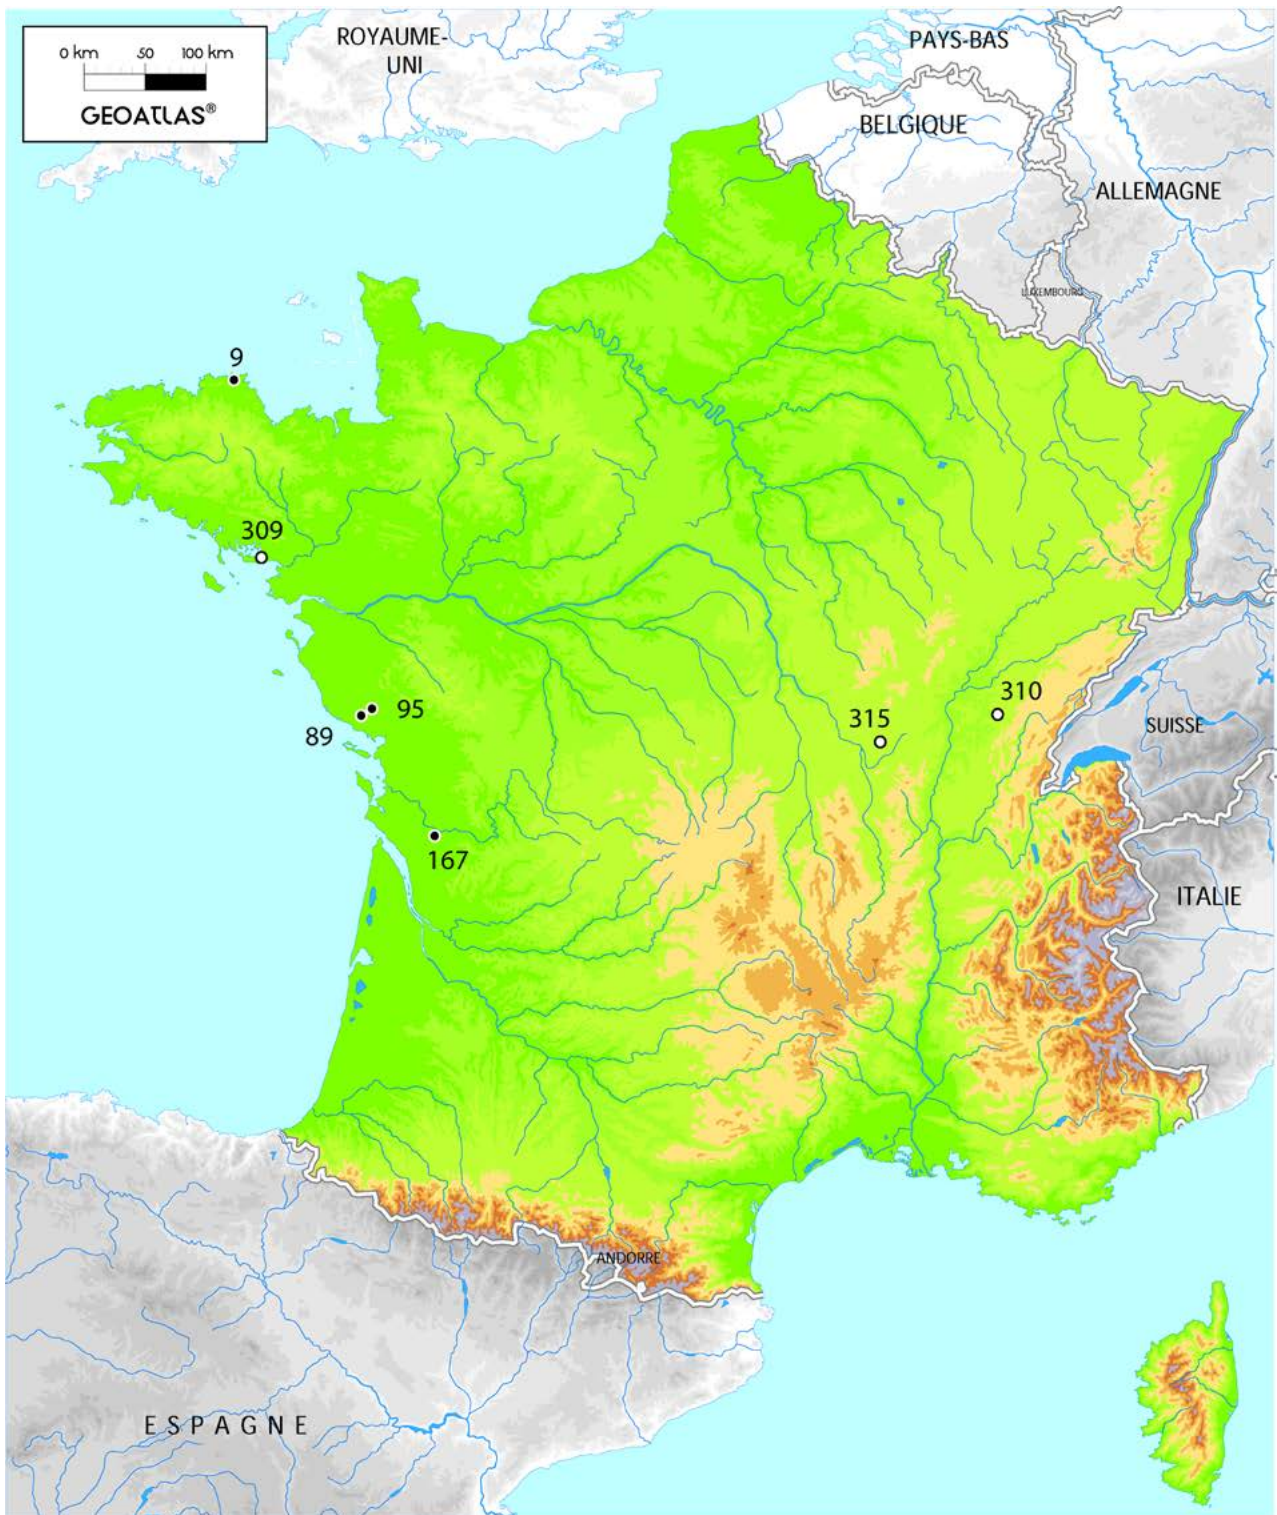 ROYAUME-
UNI
PAYS-BAS
0 km 50 100 km
GEOATLAS®
BELGIQUE
ALLEMAGNE
LUXEMBOURG
9
309
310
95
315
SUISSE
89
167
ITALIE
ANDORRE
ESPAGNE